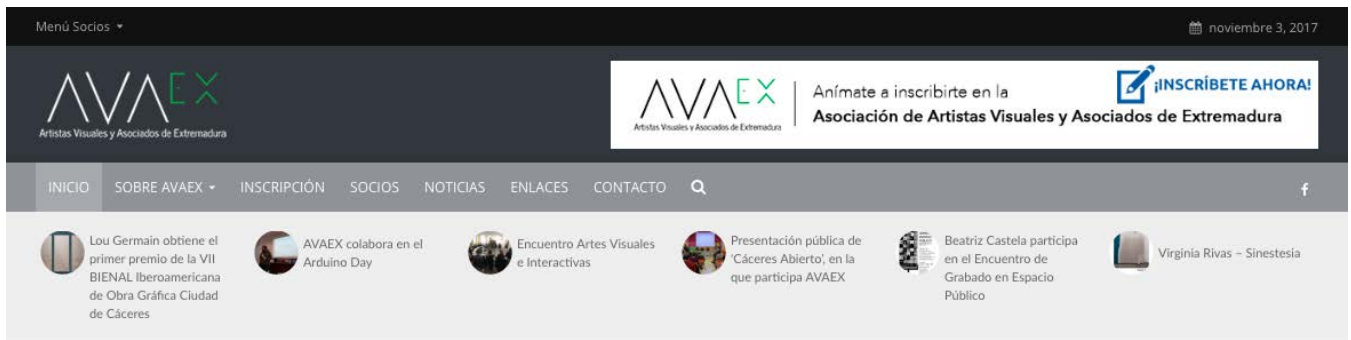 Menú Socios
noviembre 3, 2017
AVAEX
Artistas Visuales y Asociados de Extremadura
AVAEX
Artistas Visuales y Asociados de Extremadura
Anímate a inscribirte en la
Asociación de Artistas Visuales y Asociados de Extremadura
¡INSCRÍBETE AHORA!
INICIO SOBRE AVAEX INSCRIPCIÓN SOCIOS NOTICIAS ENLACES CONTACTO
Lou Germain obtiene el
primer premio de la VII
BIENAL Iberoamericana
de Obra Gráfica Ciudad
de Cáceres
AVAEX colabora en el
Arduino Day
Encuentro Artes Visuales
e Interactivas
Presentación pública de
'Cáceres Abierto', en la
que participa AVAEX
Beatriz Castela participa
en el Encuentro de
Grabado en Espacio
Público
Virginia Rivas – Sinestesia